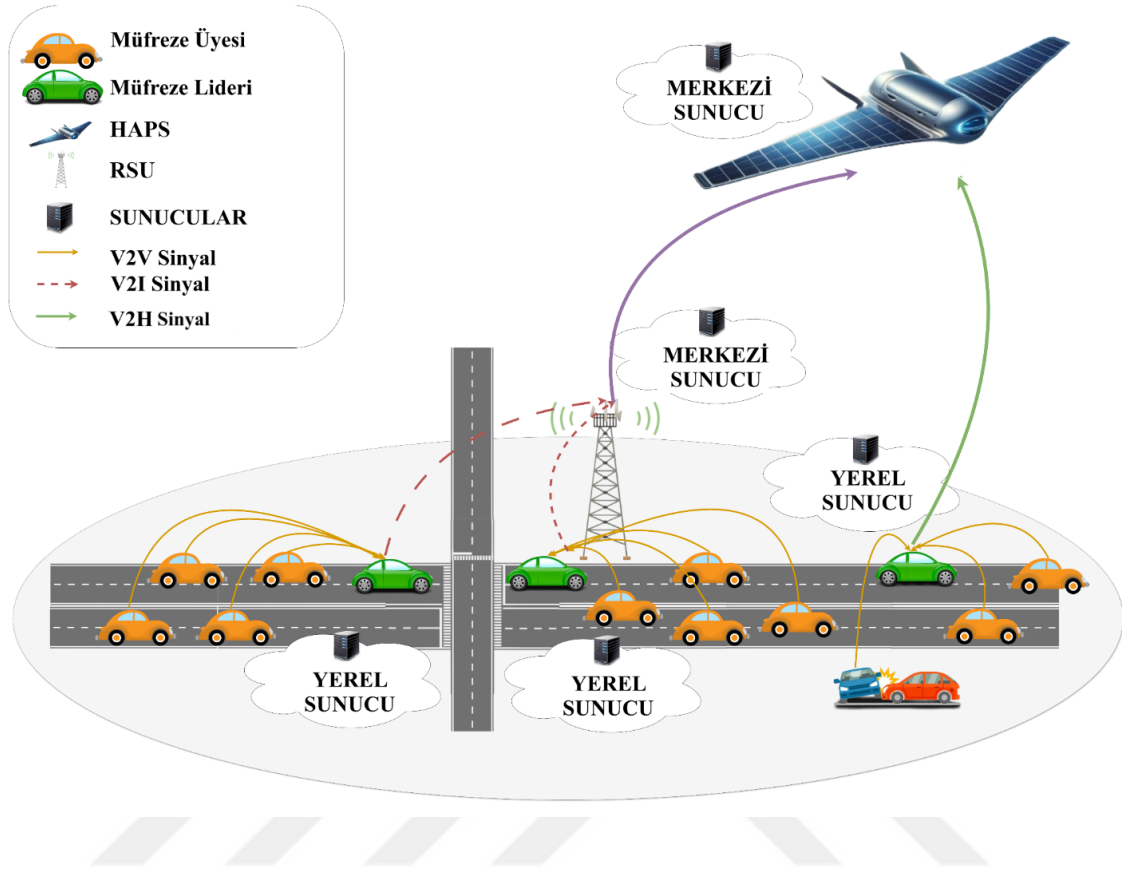 Müfreze Üyesi
Müfreze Lideri
HAPS
RSU
SUNUCULAR
V2V Sinyal
V2I Sinyal
V2H Sinyal
MERKEZİ
SUNUCU
MERKEZİ
SUNUCU
YEREL
SUNUCU
YEREL
SUNUCU
YEREL
SUNUCU